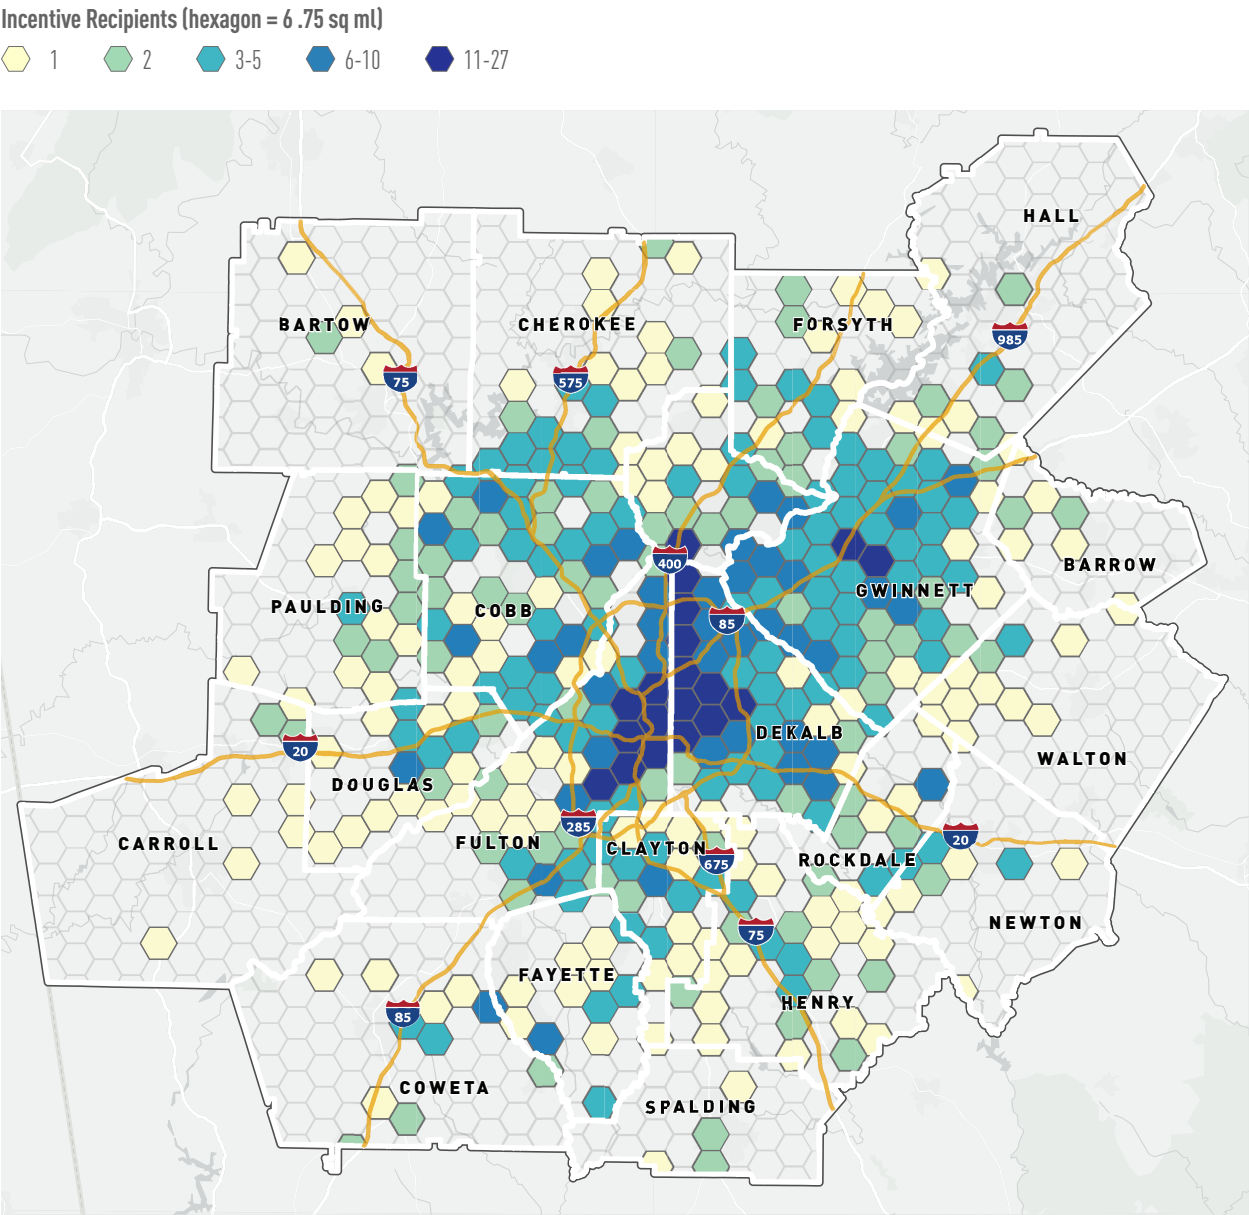 Incentive Recipients (hexagon = 6 .75 sq ml)
1 2 3-5 6-10 11-27
HALL
BARTOW CHEROKEE FORSYTH
985
75 575
400
BARROW
GWINNETT
PAULDING COBB
85
DEKALB
20
WALTON
DOUGLAS
285
20
CARROLL FULTON CLAYTON
675
ROCKDALE
NEWTON
75
FAYETTE
HENRY
85
COWETA
SPALDING